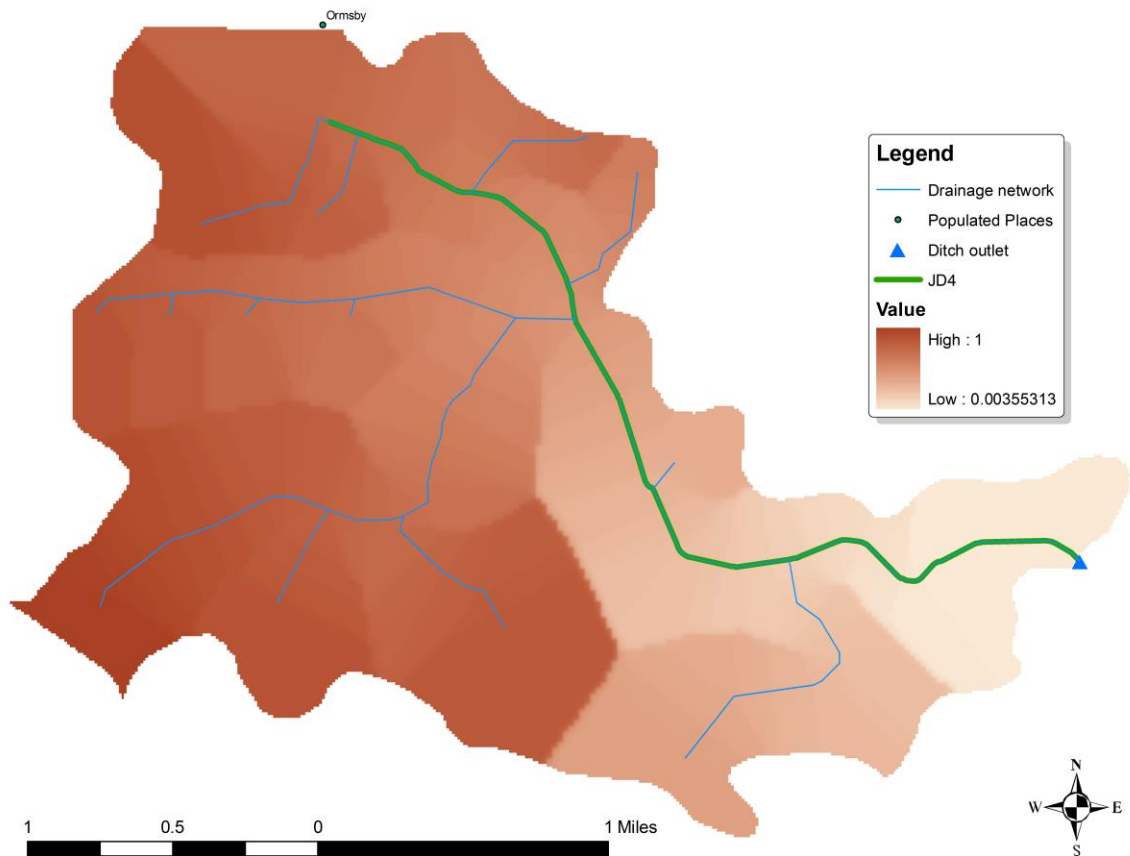 Ormsby
Legend
Drainage network
Populated Places
Ditch outlet
JD4
Value
High : 1
Low : 0.00355313
N
W E
S
1 0.5 0 1 Miles